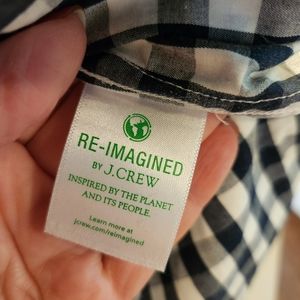 RE-IMAGINED
BY J.CREW
INSPIRED BY THE PLANET
AND ITS PEOPLE.
Learn more at
jcrew.com/reimagined